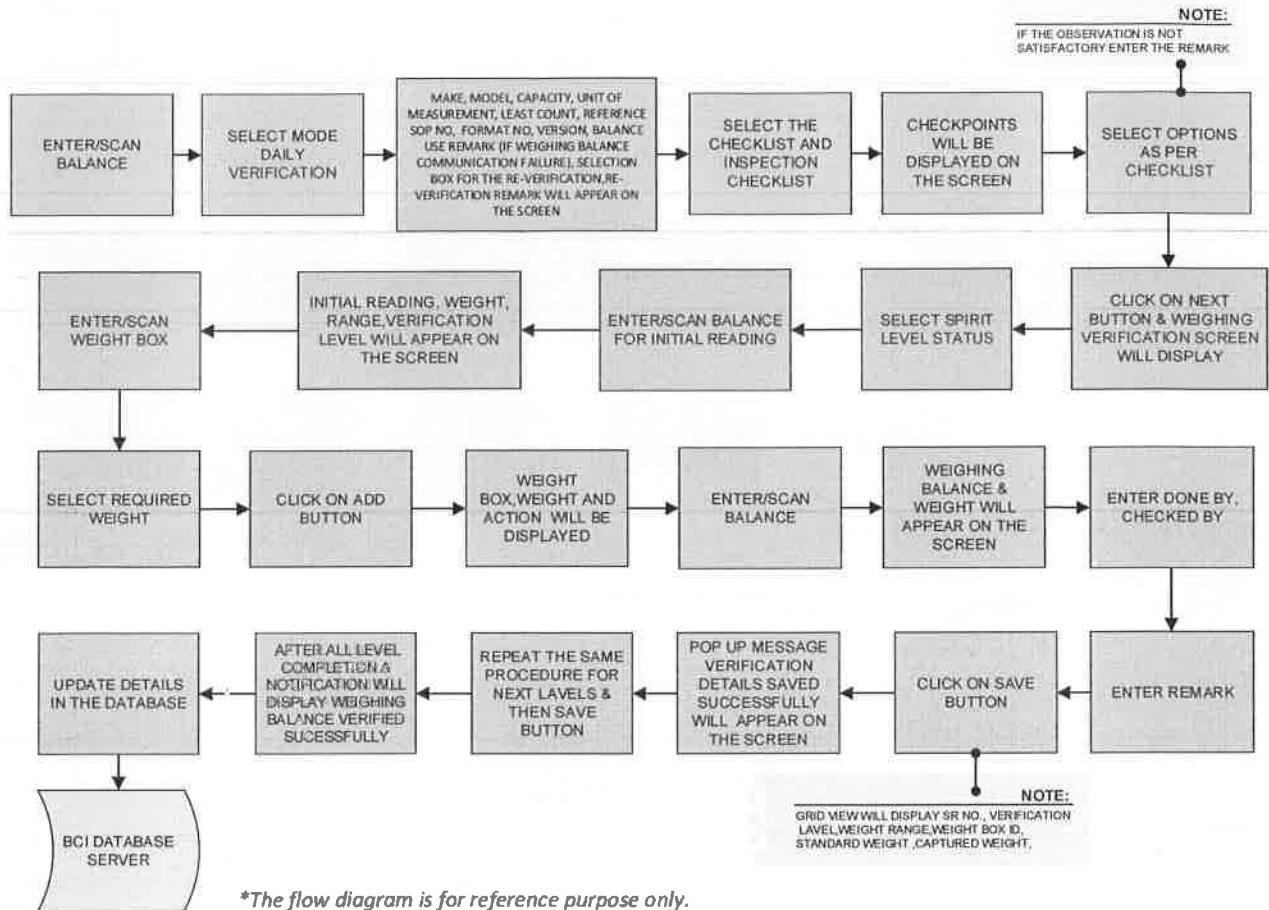 NOTE:
IF THE OBSERVATION IS NOT
SATISFACTORY ENTER THE REMARK
ENTER/SCAN
BALANCE
SELECT MODE
DAILY
VERIFICATION
MAKE, MODEL, CAPACITY, UNIT OF
MEASUREMENT, LEAST COUNT, REFERENCE
SOP NO, FORMAT NO, VERSION, BALANCE
USE REMARK (IF WEIGHING BALANCE
COMMUNICATION FAILURE), SELECTION
BOX FOR THE RE-VERIFICATION,RE-
VERIFICATION REMARK WILL APPEAR ON
THE SCREEN
SELECT THE
CHECKLIST AND
INSPECTION
CHECKLIST
CHECKPOINTS
WILL BE
DISPLAYED ON
THE SCREEN
SELECT OPTIONS
AS PER
CHECKLIST
CLICK ON NEXT
BUTTON & WEIGHING
VERIFICATION SCREEN
WILL DISPLAY
SELECT SPIRIT
LEVEL STATUS
ENTER/SCAN BALANCE
FOR INITIAL READING
INITIAL READING, WEIGHT,
RANGE,VERIFICATION
LEVEL WILL APPEAR ON
THE SCREEN
ENTER/SCAN
WEIGHT BOX
SELECT REQUIRED
WEIGHT
CLICK ON ADD
BUTTON
WEIGHT
BOX,WEIGHT AND
ACTION WILL BE
DISPLAYED
ENTER/SCAN
BALANCE
WEIGHING
BALANCE &
WEIGHT WILL
APPEAR ON THE
SCREEN
ENTER DONE BY,
CHECKED BY
ENTER REMARK
CLICK ON SAVE
BUTTON
NOTE:
GRID VIEW WILL DISPLAY SR NO., VERIFICATION
LAVEL,WEIGHT RANGE,WEIGHT BOX ID,
STANDARD WEIGHT ,CAPTURED WEIGHT,
POP UP MESSAGE
VERIFICATION
DETAILS SAVED
SUCCESSFULLY
WILL APPEAR ON
THE SCREEN
REPEAT THE SAME
PROCEDURE FOR
NEXT LAVELS &
THEN SAVE
BUTTON
AFTER ALL LEVEL
COMPLETION A
NOTIFICATION WILL
DISPLAY WEIGHING
BALANCE VERIFIED
SUCESSFULLY
UPDATE DETAILS
IN THE DATABASE
BCI DATABASE
SERVER
*The flow diagram is for reference purpose only.